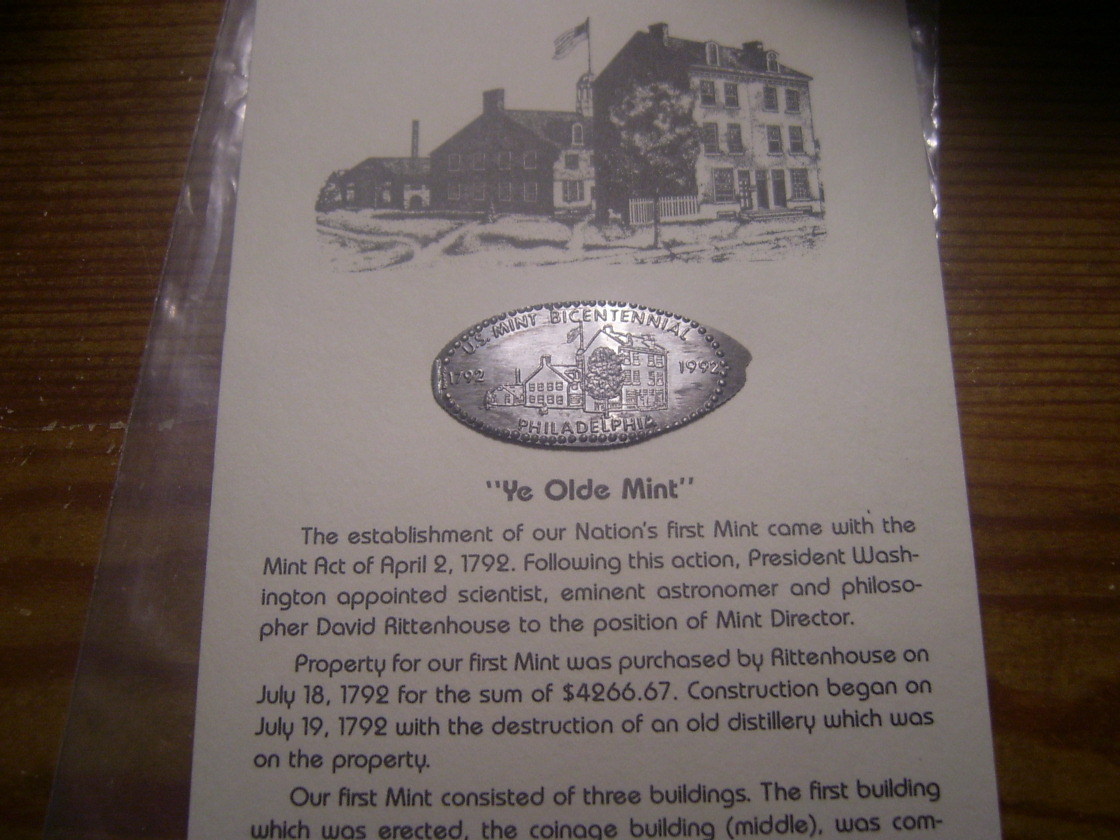 U.S. MINT BICENTENNIAL
1792 1992
PHILADELPHIA
"Ye Olde Mint"
The establishment of our Nation's first Mint came with the
Mint Act of April 2, 1792. Following this action, President Wash-
ington appointed scientist, eminent astronomer and philoso-
pher David Rittenhouse to the position of Mint Director.
Property for our first Mint was purchased by Rittenhouse on
July 18, 1792 for the sum of $4266.67. Construction began on
July 19, 1792 with the destruction of an old distillery which was
on the property.
Our first Mint consisted of three buildings. The first building
which was erected, the coinage building (middle), was com-